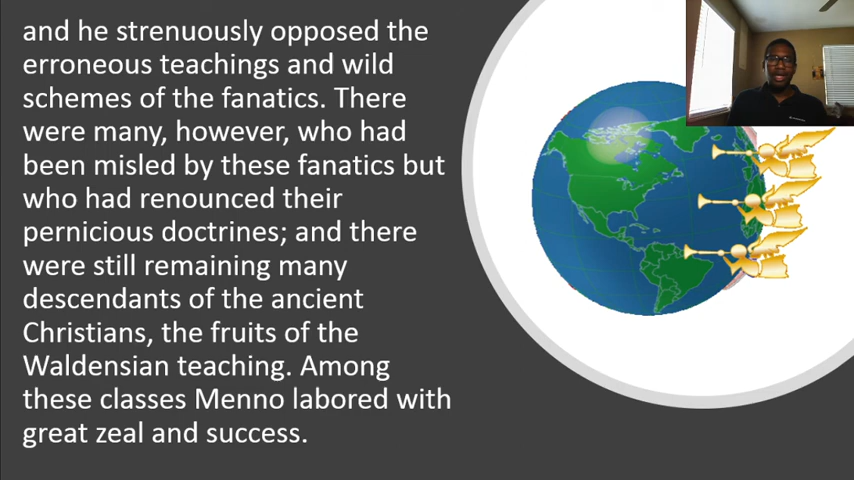 and he strenuously opposed the
erroneous teachings and wild
schemes of the fanatics. There
were many, however, who had
been misled by these fanatics but
who had renounced their
pernicious doctrines; and there
were still remaining many
descendants of the ancient
Christians, the fruits of the
Waldensian teaching. Among
these classes Menno labored with
great zeal and success.